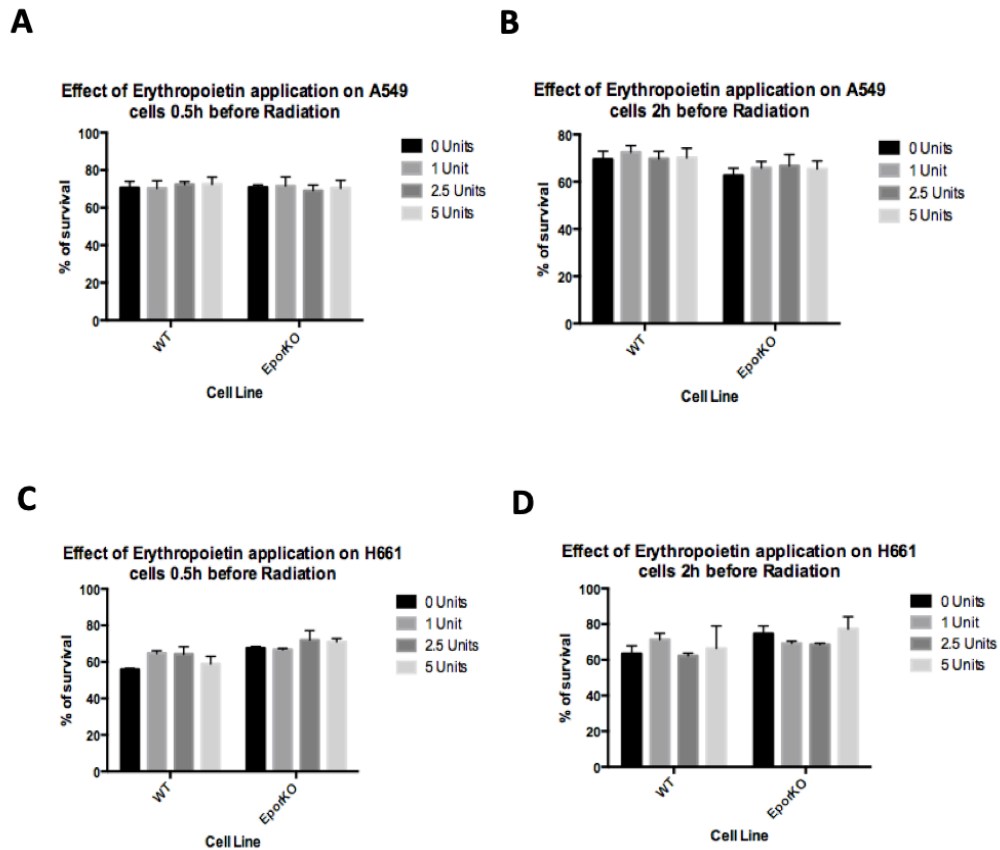 A
Effect of Erythropoietin application on A549
cells 0.5h before Radiation
100
80
60
40
20
0
% of survival
WT
EporKO
Cell Line
0 Units
1 Unit
2.5 Units
5 Units
B
Effect of Erythropoietin application on A549
cells 2h before Radiation
80
60
40
20
0
% of survival
WT
EporKO
Cell Line
0 Units
1 Unit
2.5 Units
5 Units
C
Effect of Erythropoietin application on H661
cells 0.5h before Radiation
100
80
60
40
20
0
% of survival
WT
EporKO
Cell Line
0 Units
1 Unit
2.5 Units
5 Units
D
Effect of Erythropoietin application on H661
cells 2h before Radiation
100
80
60
40
20
0
% of survival
WT
EporKO
Cell Line
0 Units
1 Unit
2.5 Units
5 Units